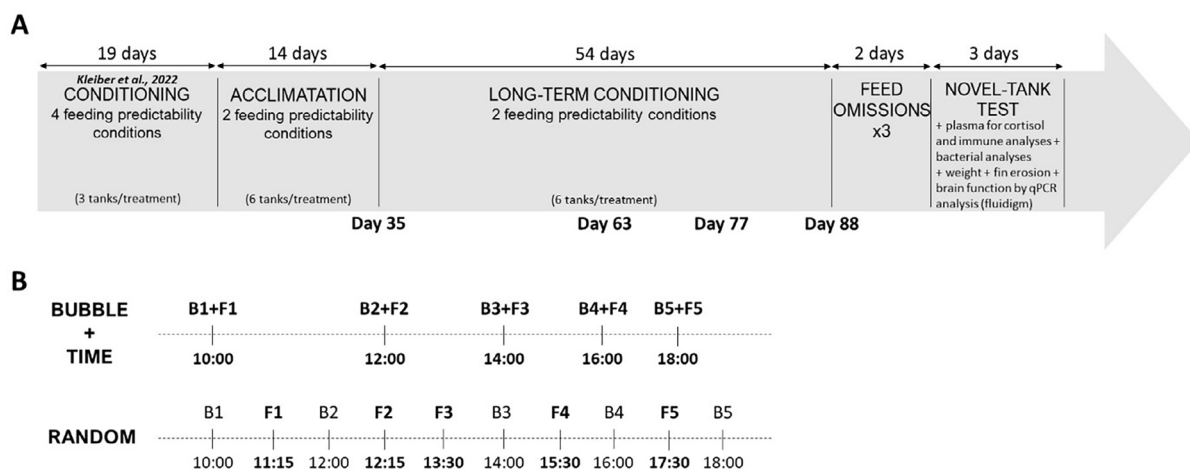 A
19 days 14 days 54 days 2 days 3 days
Kleiber et al., 2022
CONDITIONING
4 feeding predictability
conditions
(3 tanks/treatment)
ACCLIMATATION
2 feeding predictability
conditions
(6 tanks/treatment)
LONG-TERM CONDITIONING
2 feeding predictability
conditions
(6 tanks/treatment)
FEED
OMISSIONS
x3
NOVEL-TANK
TEST
+ plasma for cortisol
and immune analyses +
bacterial analyses
+ weight + fin erosion +
brain function by qPCR
analysis (fluidigm)
Day 35 Day 63 Day 77 Day 88
B
BUBBLE
+
TIME
B1+F1 B2+F2 B3+F3 B4+F4 B5+F5
10:00 12:00 14:00 16:00 18:00
RANDOM
B1 F1 B2 F2 F3 B3 F4 B4 F5 B5
10:00 11:15 12:00 12:15 13:30 14:00 15:30 16:00 17:30 18:00